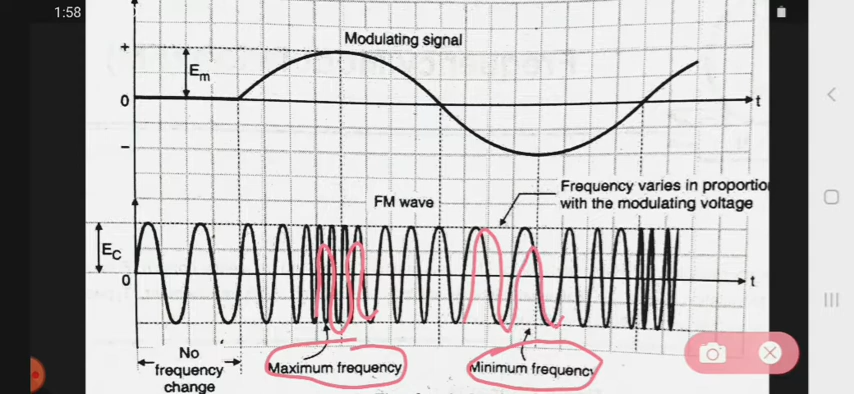 1:58
Modulating signal
+
Em
0
t
−
Frequency varies in proportio
with the modulating voltage
FM wave
EC
0
t
No
frequency
change
Maximum frequency
Minimum frequency